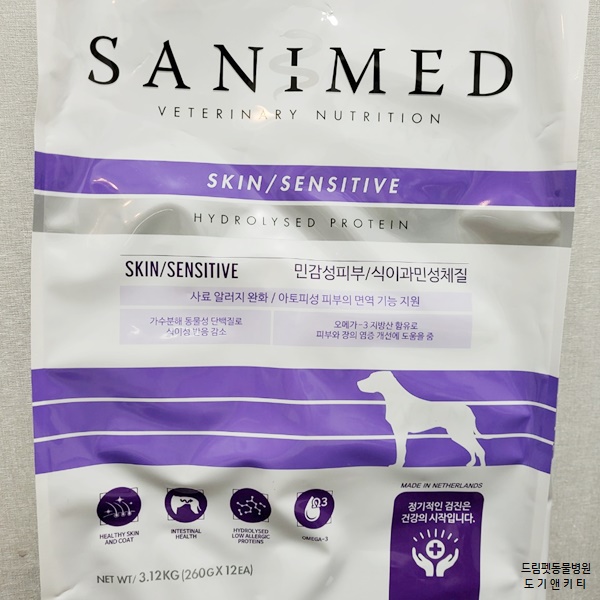 SANIMED
VETERINARY NUTRITION
SKIN/SENSITIVE
HYDROLYSED PROTEIN
SKIN/SENSITIVE 민감성피부/식이과민성체질
사료 알러지 완화 / 아토피성 피부의 면역 기능 지원
가수분해 동물성 단백질로
식이성 반응 감소
오메가-3 지방산 함유로
피부와 장의 염증 개선에 도움을 줌
MADE IN NETHERLANDS
정기적인 검진은
건강의 시작입니다.
Ω3
HEALTHY SKIN
AND COAT
INTESTINAL
HEALTH
HYDROLYSED
LOW ALLERGIC
PROTEINS
OMEGA-3
NET WT/ 3.12KG (260G X 12EA)
드림펫동물병원
도기앤키티